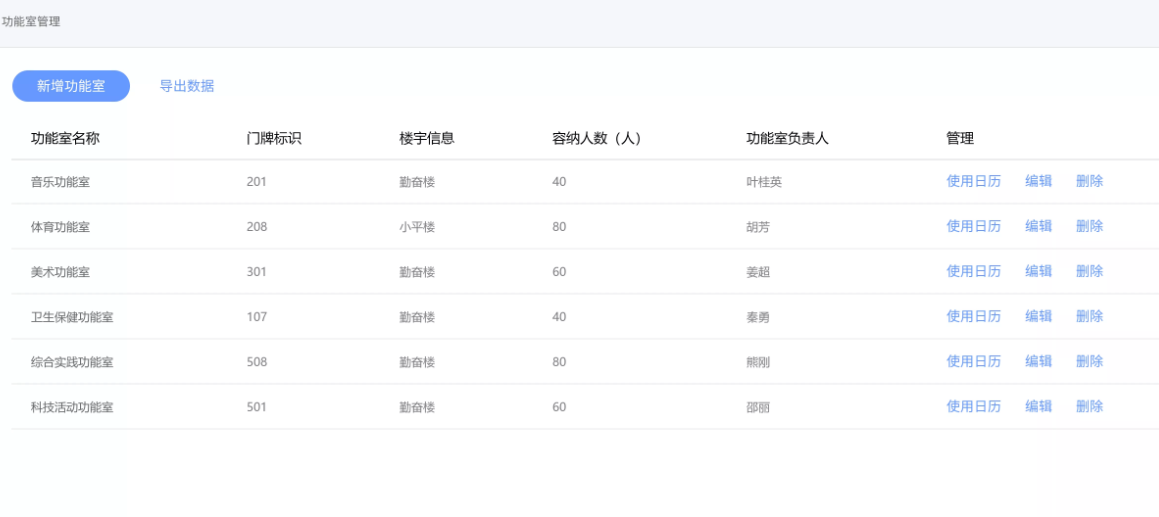 功能室管理
新增功能室 导出数据
功能室名称 门牌标识 楼宇信息 容纳人数（人） 功能室负责人 管理
音乐功能室 201 勤奋楼 40 叶桂英 使用日历 编辑 删除
体育功能室 208 小平楼 80 胡芳 使用日历 编辑 删除
美术功能室 301 勤奋楼 60 姜超 使用日历 编辑 删除
卫生保健功能室 107 勤奋楼 40 秦勇 使用日历 编辑 删除
综合实践功能室 508 勤奋楼 80 熊刚 使用日历 编辑 删除
科技活动功能室 501 勤奋楼 60 邵丽 使用日历 编辑 删除